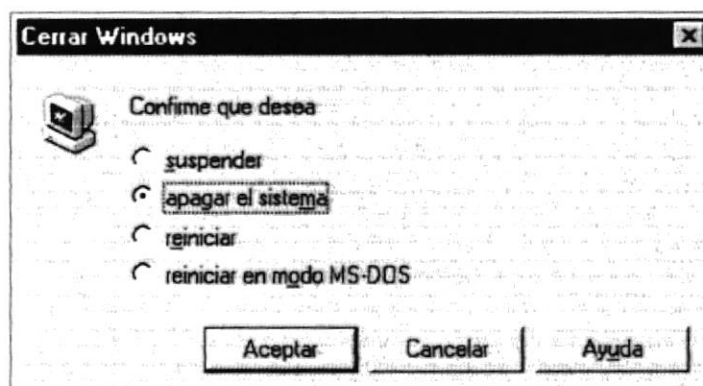 Cerrar Windows
Confirme que desea
suspender
apagar el sistema
reiniciar
reiniciar en modo MS-DOS
Aceptar Cancelar Ayuda